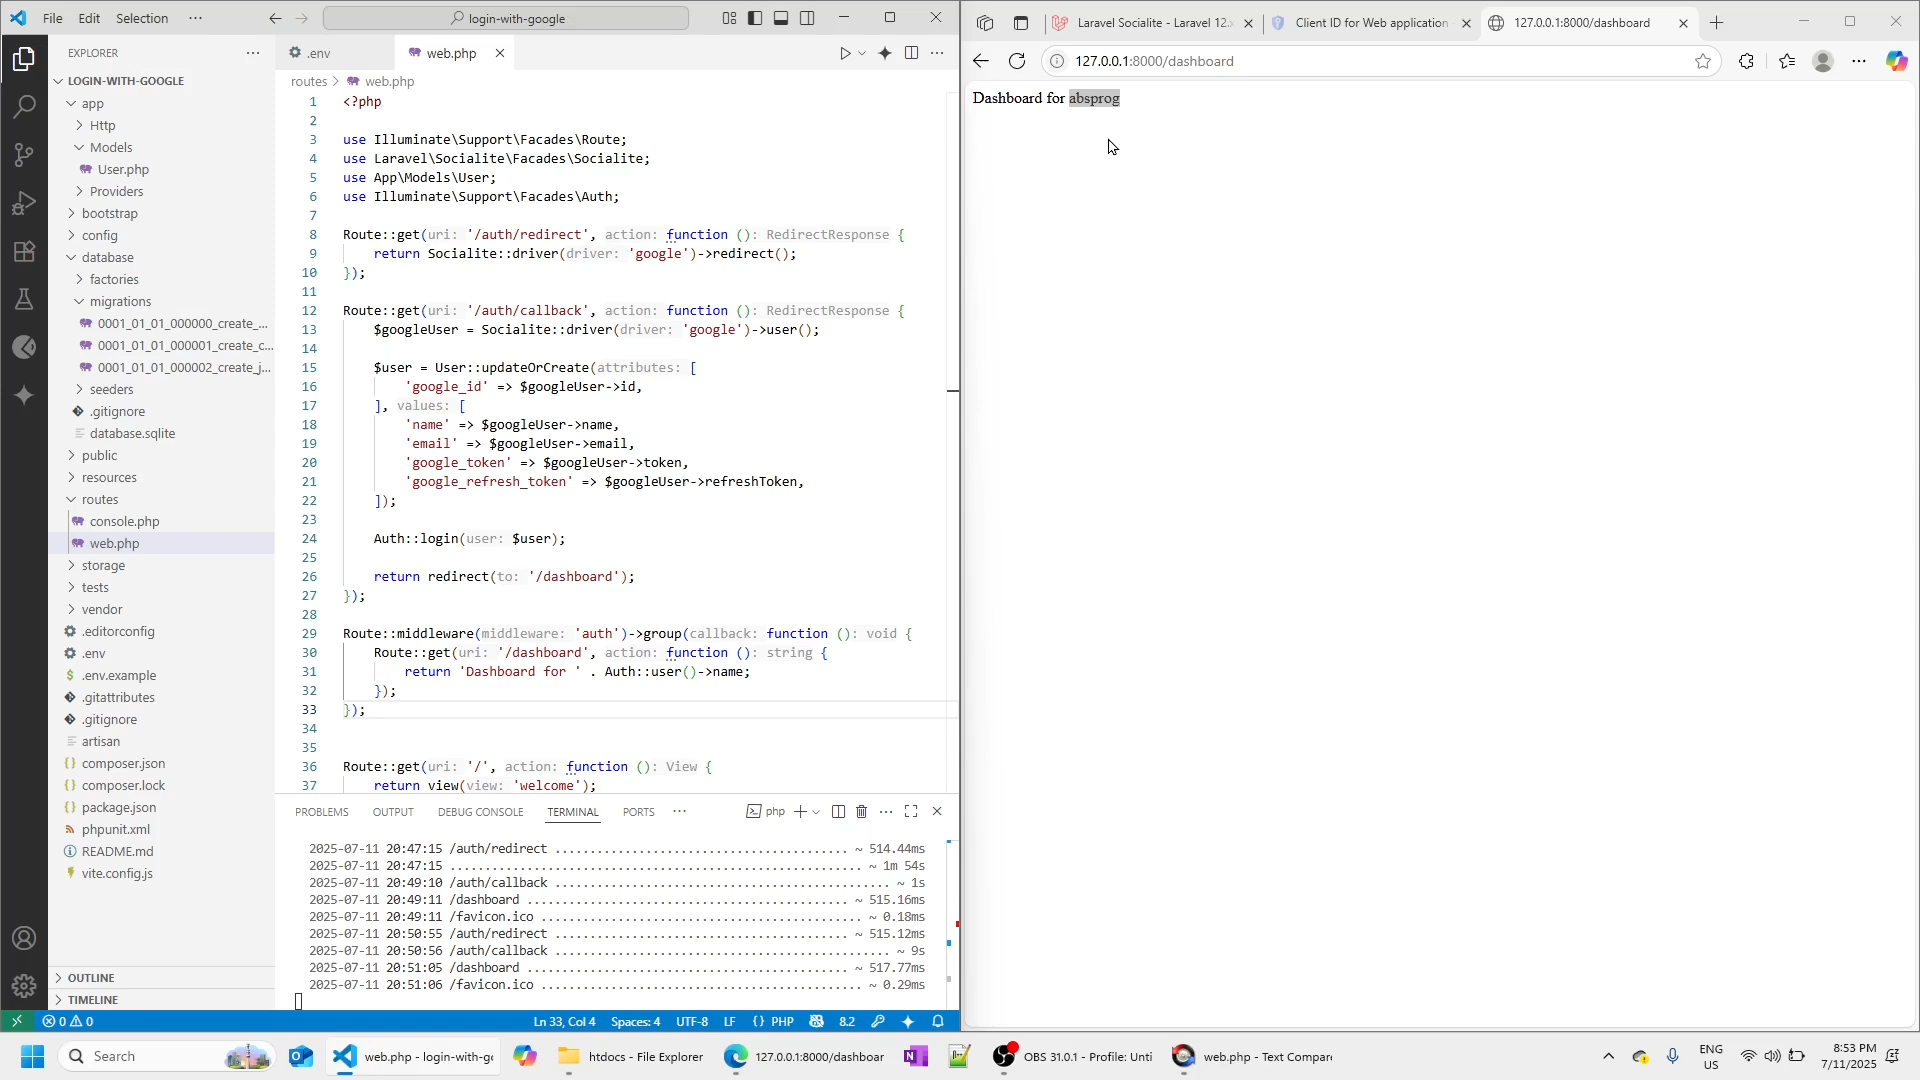 File Edit Selection ···
login-with-google
EXPLORER
LOGIN-WITH-GOOGLE
app
Http
Models
User.php
Providers
bootstrap
config
database
factories
migrations
0001_01_01_000000_create_...
0001_01_01_000001_create_c...
0001_01_01_000002_create_j...
seeders
.gitignore
database.sqlite
public
resources
routes
console.php
web.php
storage
tests
vendor
.editorconfig
.env
.env.example
.gitattributes
.gitignore
artisan
composer.json
composer.lock
package.json
phpunit.xml
README.md
vite.config.js
OUTLINE
TIMELINE
.env
web.php
routes > web.php
1 <?php
2
3 use Illuminate\Support\Facades\Route;
4 use Laravel\Socialite\Facades\Socialite;
5 use App\Models\User;
6 use Illuminate\Support\Facades\Auth;
7
8 Route::get(uri: '/auth/redirect', action: function (): RedirectResponse {
9 return Socialite::driver(driver: 'google')->redirect();
10 });
11
12 Route::get(uri: '/auth/callback', action: function (): RedirectResponse {
13 $googleUser = Socialite::driver(driver: 'google')->user();
14
15 $user = User::updateOrCreate(attributes: [
16 'google_id' => $googleUser->id,
17 ], values: [
18 'name' => $googleUser->name,
19 'email' => $googleUser->email,
20 'google_token' => $googleUser->token,
21 'google_refresh_token' => $googleUser->refreshToken,
22 ]);
23
24 Auth::login(user: $user);
25
26 return redirect(to: '/dashboard');
27 });
28
29 Route::middleware(middleware: 'auth')->group(callback: function (): void {
30 Route::get(uri: '/dashboard', action: function (): string {
31 return 'Dashboard for ' . Auth::user()->name;
32 });
33 });
34
35
36 Route::get(uri: '/', action: function (): View {
37 return view(view: 'welcome');
PROBLEMS OUTPUT DEBUG CONSOLE TERMINAL PORTS ··· php
2025-07-11 20:47:15 /auth/redirect ...................................... ~ 514.44ms
2025-07-11 20:47:15 ...................................................... ~ 1m 54s
2025-07-11 20:49:10 /auth/callback ............................................ ~ 1s
2025-07-11 20:49:11 /dashboard .......................................... ~ 515.16ms
2025-07-11 20:49:11 /favicon.ico ........................................ ~ 0.18ms
2025-07-11 20:50:55 /auth/redirect ...................................... ~ 515.12ms
2025-07-11 20:50:56 /auth/callback ............................................ ~ 9s
2025-07-11 20:51:05 /dashboard .......................................... ~ 517.77ms
2025-07-11 20:51:06 /favicon.ico ........................................ ~ 0.29ms
0 0 Ln 33, Col 4 Spaces: 4 UTF-8 LF {} PHP 8.2
Laravel Socialite - Laravel 12.x
Client ID for Web application
127.0.0.1:8000/dashboard
127.0.0.1:8000/dashboard
Dashboard for absprog
Search
web.php - login-with-go
htdocs - File Explorer
127.0.0.1:8000/dashboar
OBS 31.0.1 - Profile: Unti
web.php - Text Compare
ENG
US
8:53 PM
7/11/2025